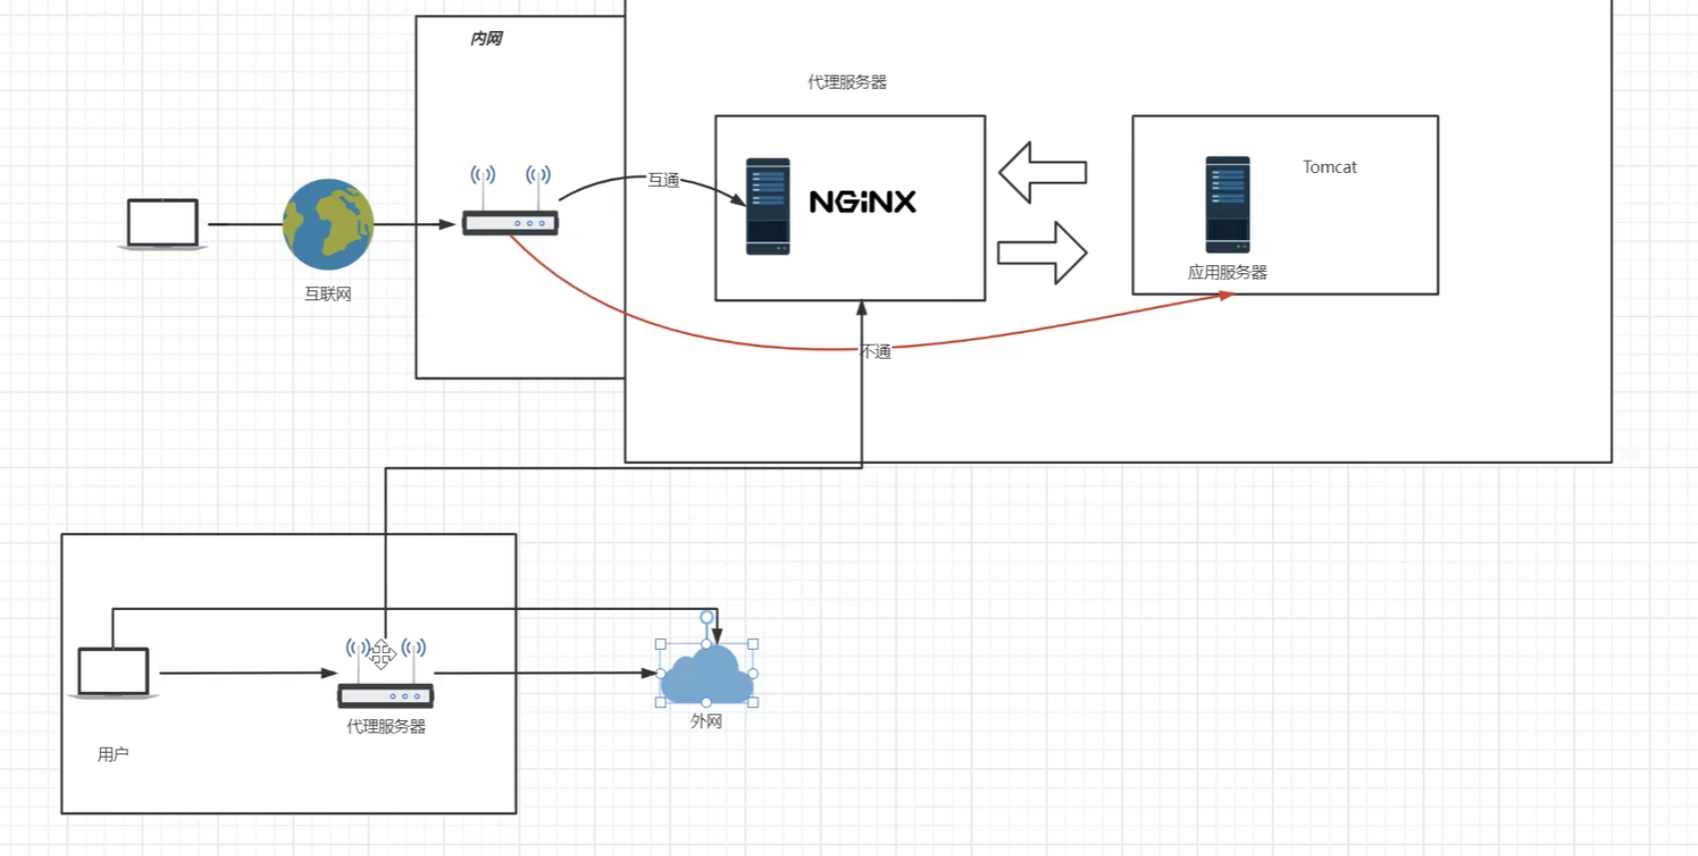 内网
代理服务器
Tomcat
互通
NGiNX
应用服务器
互联网
不通
代理服务器
外网
用户